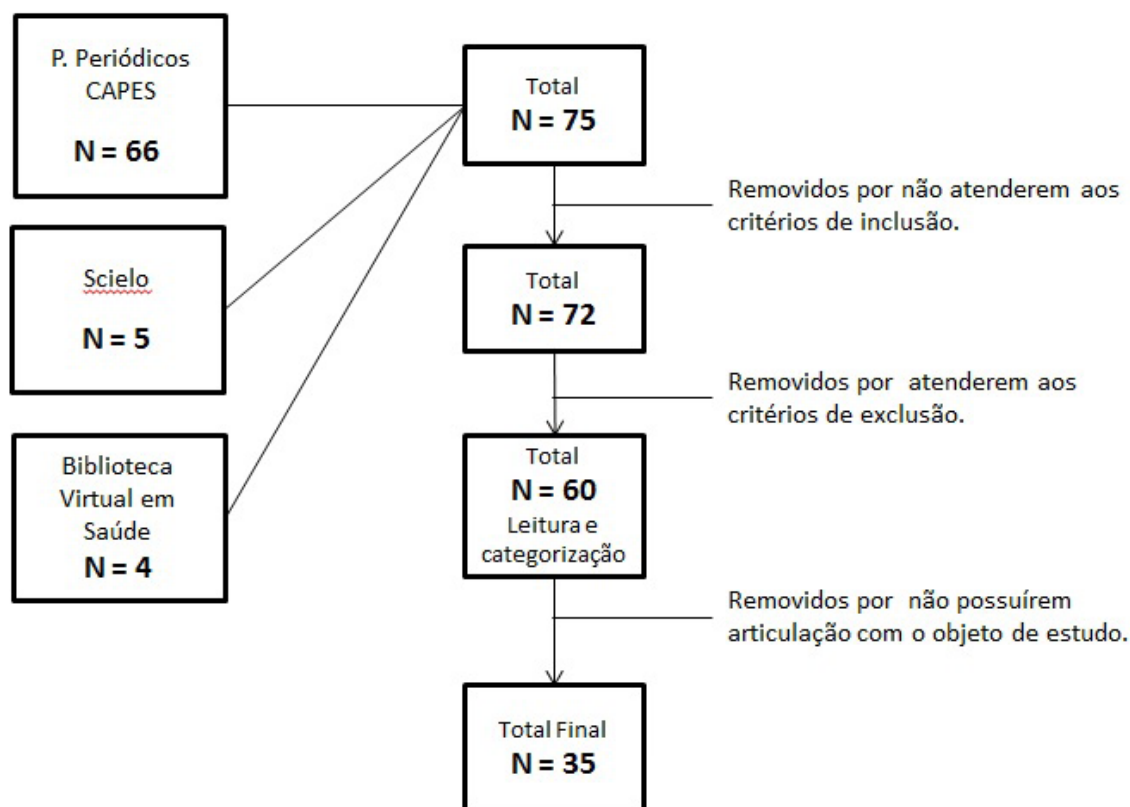 P. Periódicos
CAPES
N = 66
Scielo
N = 5
Biblioteca
Virtual em
Saúde
N = 4
Total
N = 75
Removidos por não atenderem aos
critérios de inclusão.
Total
N = 72
Removidos por atenderem aos
critérios de exclusão.
Total
N = 60
Leitura e
categorização
Removidos por não possuírem
articulação com o objeto de estudo.
Total Final
N = 35